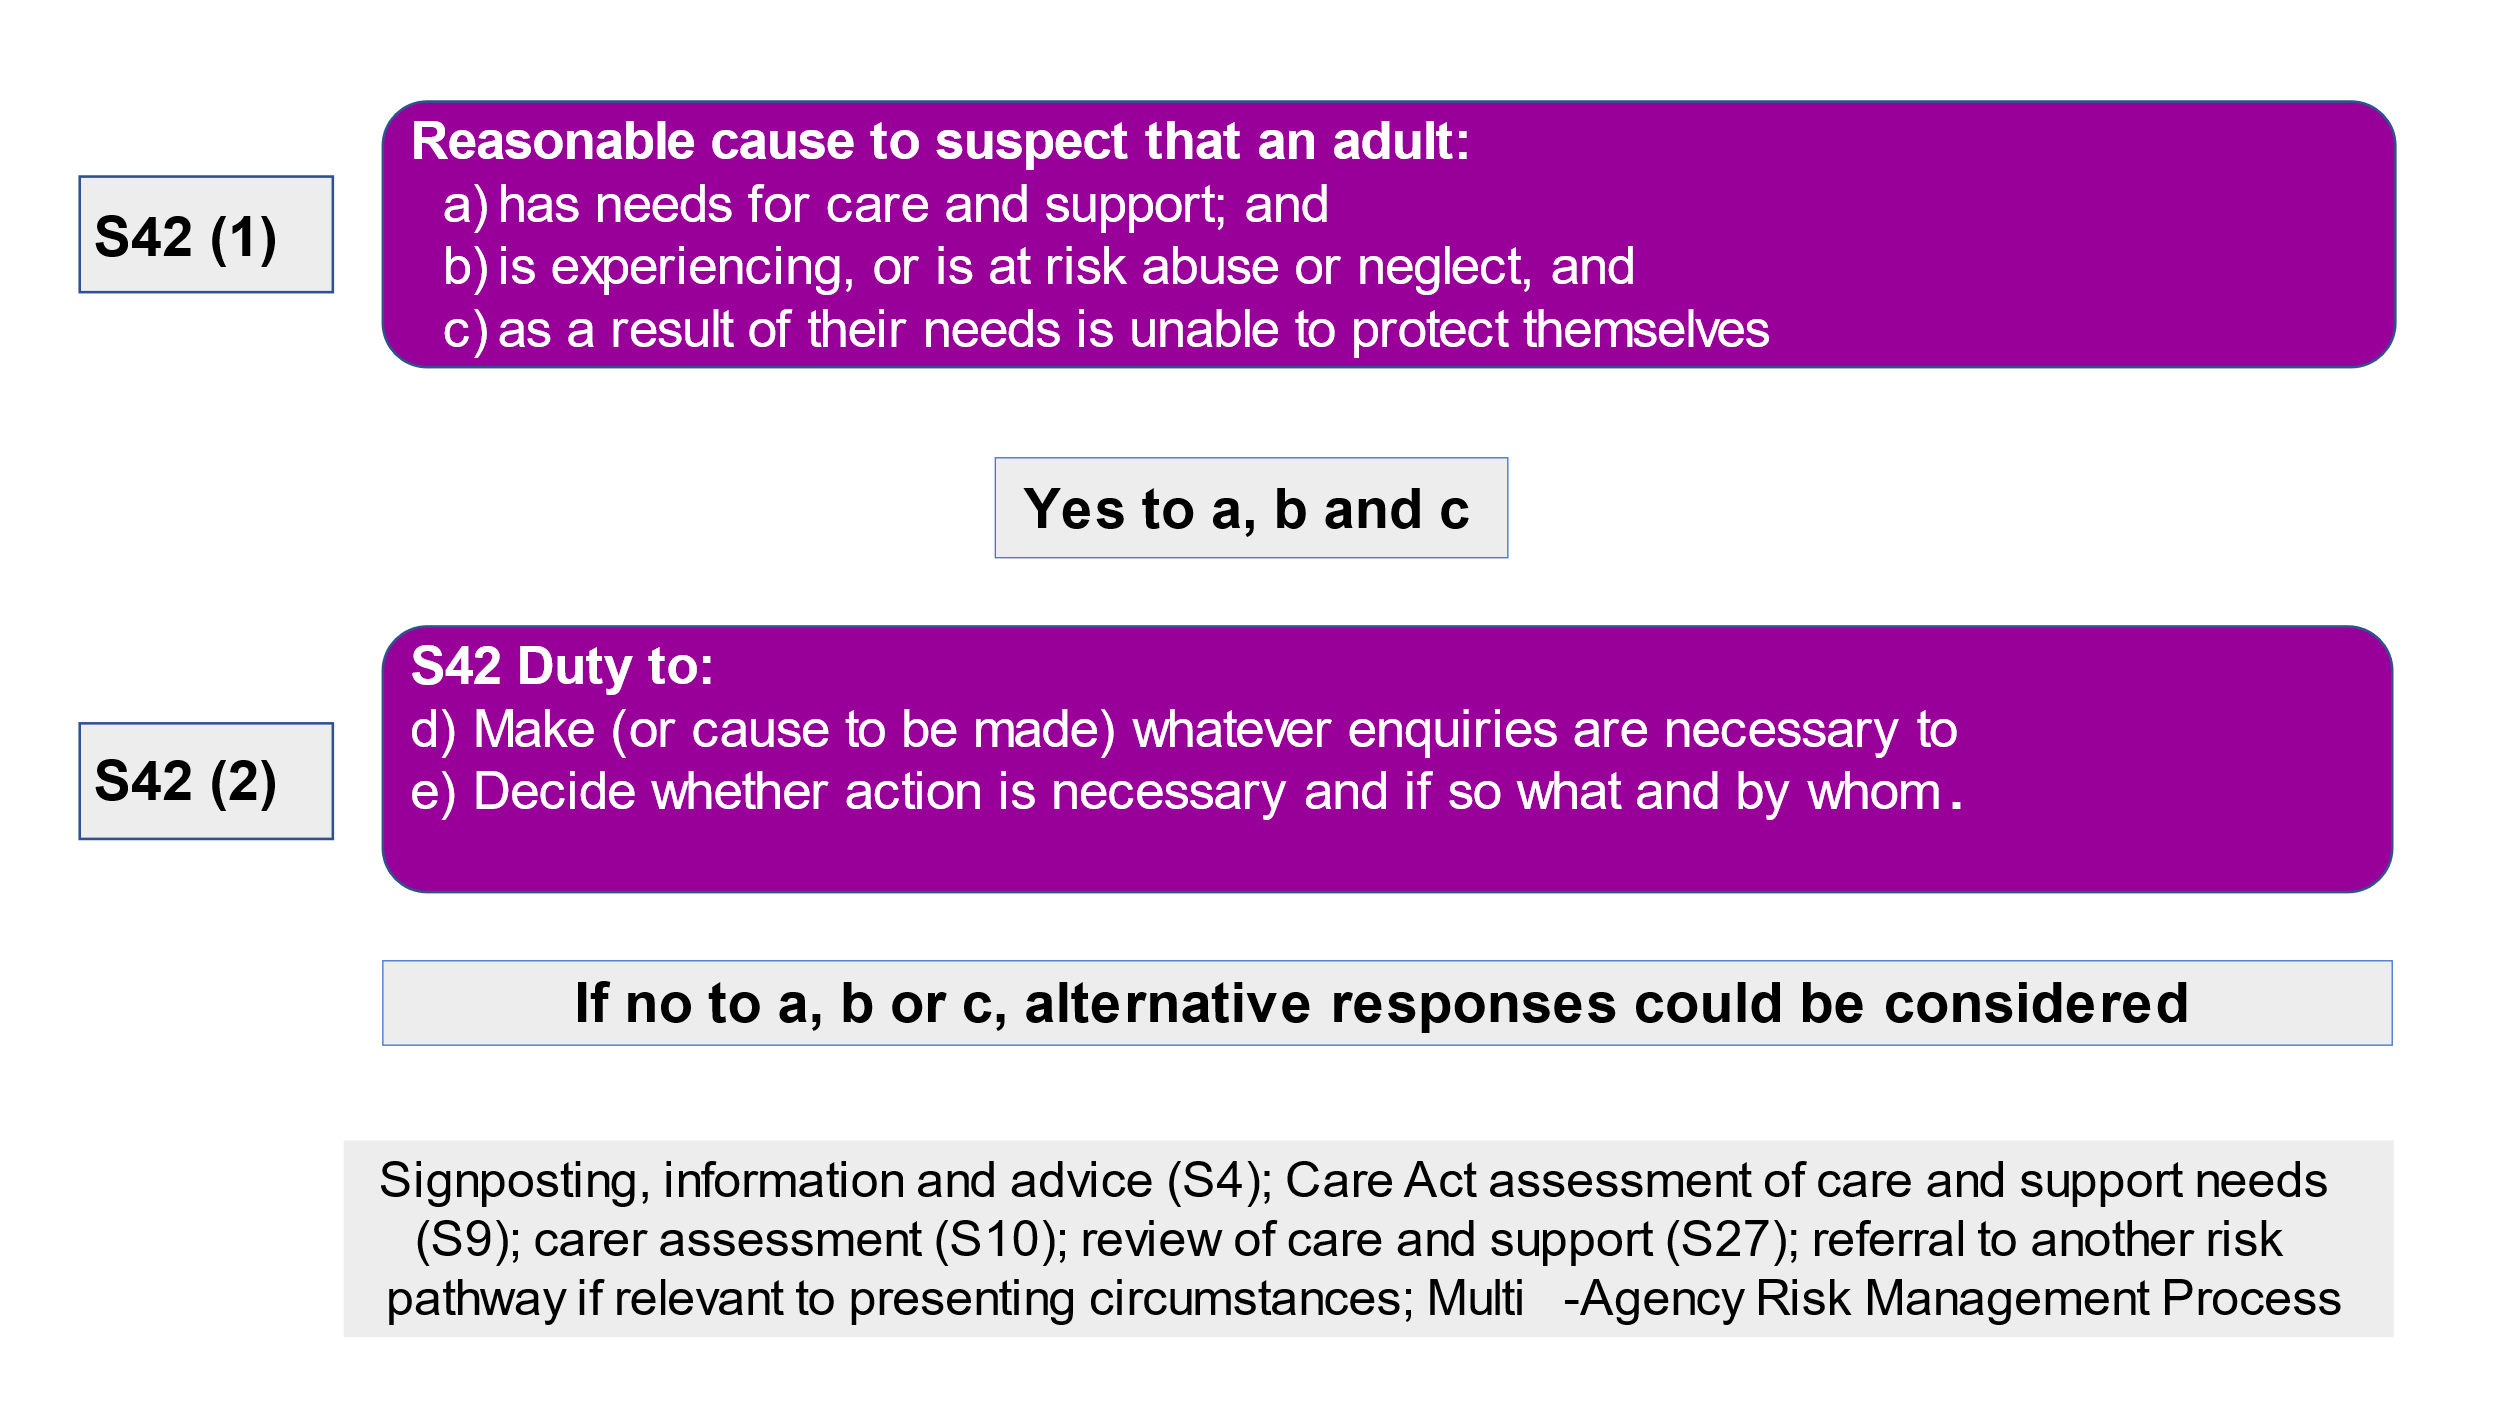 S42 (1)
Reasonable cause to suspect that an adult:
a) has needs for care and support; and
b) is experiencing, or is at risk abuse or neglect, and
c) as a result of their needs is unable to protect themselves
Yes to a, b and c
S42 (2)
S42 Duty to:
d) Make (or cause to be made) whatever enquiries are necessary to
e) Decide whether action is necessary and if so what and by whom.
If no to a, b or c, alternative responses could be considered
Signposting, information and advice (S4); Care Act assessment of care and support needs
(S9); carer assessment (S10); review of care and support (S27); referral to another risk
pathway if relevant to presenting circumstances; Multi -Agency Risk Management Process